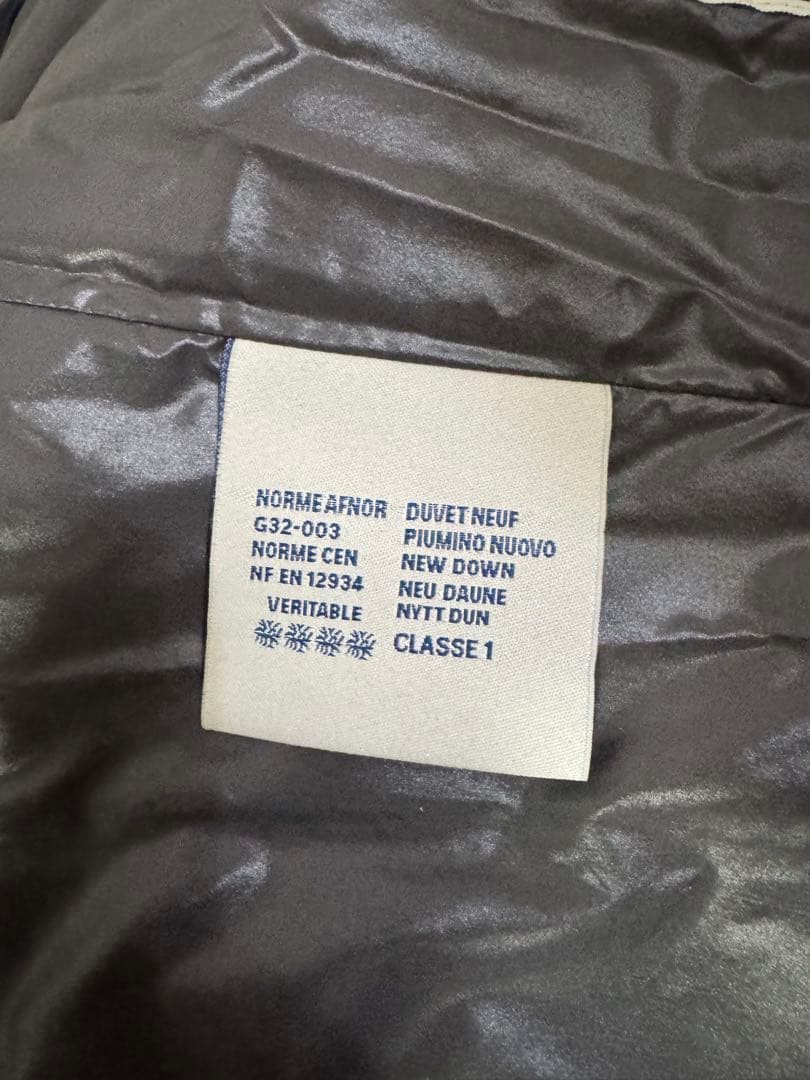 NORME AFNOR
G32-003
NORME CEN
NF EN 12934
VERITABLE
DUVET NEUF
PIUMINO NUOVO
NEW DOWN
NEU DAUNE
NYTT DUN
CLASSE 1